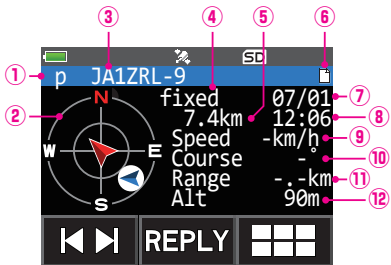 ③ ④ ⑤ ⑥
SD
① p JA1ZRL-9
② N W E S
fixed 07/01 ⑦
7.4km 12:06 ⑧
Speed -km/h ⑨
Course -° ⑩
Range -.-km ⑪
Alt 90m ⑫
REPLY